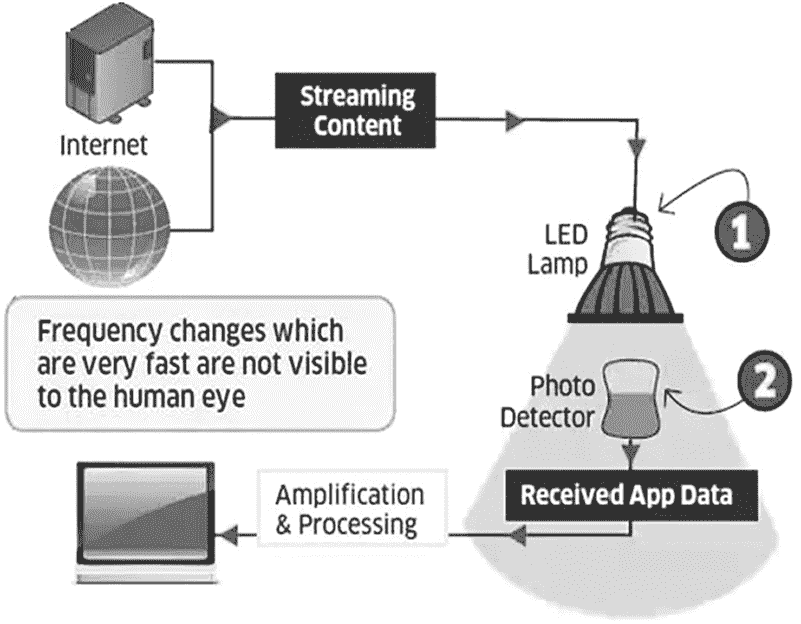 Internet
Streaming
Content
LED
Lamp
1
Frequency changes which
are very fast are not visible
to the human eye
Photo
Detector
2
Received App Data
Amplification
& Processing